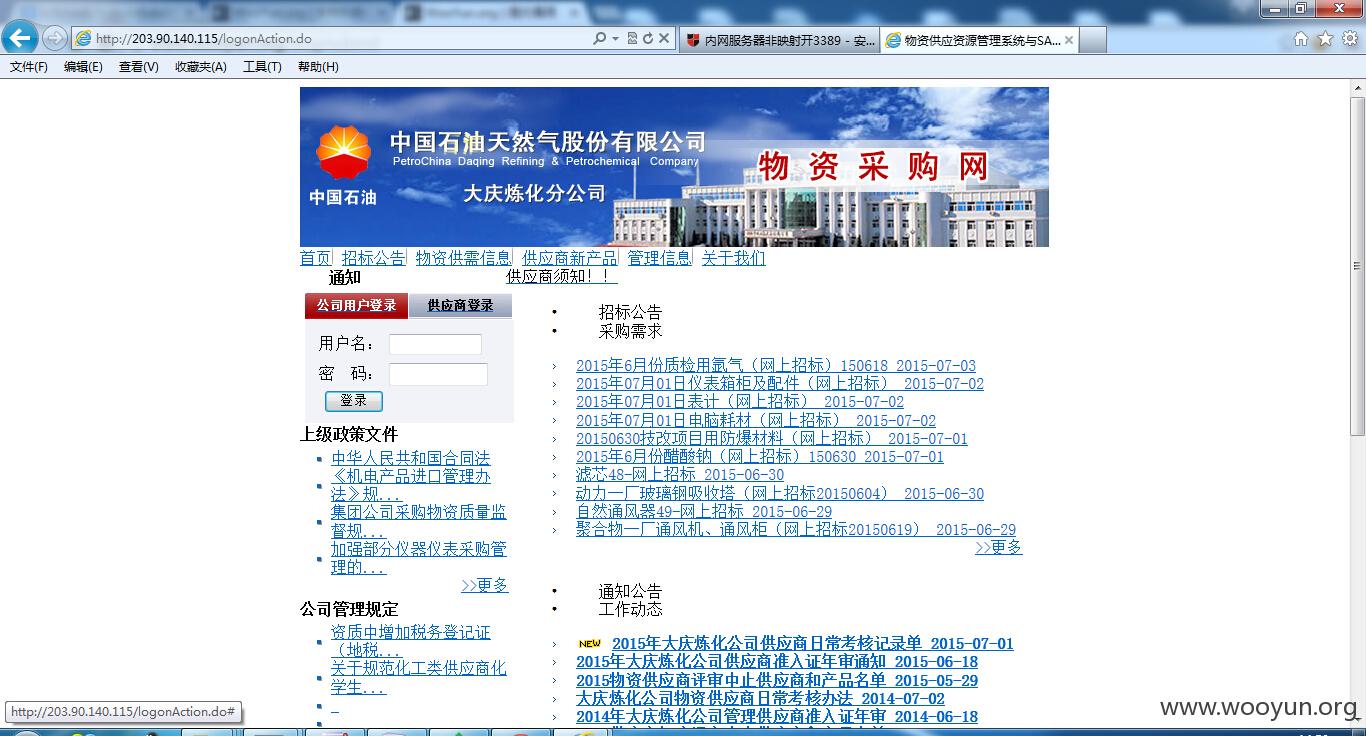 http://203.90.140.115/logonAction.do
内网服务器非映射开3389 - 安...
物资供应资源管理系统与SA...
文件(F) 编辑(E) 查看(V) 收藏夹(A) 工具(T) 帮助(H)
中国石油天然气股份有限公司
PetroChina Daqing Refining & Petrochemical Company
物资采购网
中国石油
大庆炼化分公司
首页 招标公告 物资供需信息 供应商新产品 管理信息 关于我们
通知 供应商须知！！
公司用户登录 供应商登录
用户名：
密 码：
登录
招标公告
采购需求
2015年6月份质检用氩气（网上招标）150618 2015-07-03
2015年07月01日仪表箱柜及配件（网上招标） 2015-07-02
2015年07月01日表计（网上招标） 2015-07-02
2015年07月01日电脑耗材（网上招标） 2015-07-02
20150630技改项目用防爆材料（网上招标） 2015-07-01
2015年6月份醋酸钠（网上招标）150630 2015-07-01
滤芯48-网上招标 2015-06-30
动力一厂玻璃钢吸收塔（网上招标20150604） 2015-06-30
自然通风器49-网上招标 2015-06-29
聚合物一厂通风机、通风柜（网上招标20150619） 2015-06-29
>>更多
上级政策文件
中华人民共和国合同法
《机电产品进口管理办
法》规...
集团公司采购物资质量监
督规...
加强部分仪器仪表采购管
理的...
>>更多
公司管理规定
资质中增加税务登记证
（地税...
关于规范化工类供应商化
学生...
通知公告
工作动态
NEW 2015年大庆炼化公司供应商日常考核记录单 2015-07-01
2015年大庆炼化公司供应商准入证年审通知 2015-06-18
2015物资供应商评审中止供应商和产品名单 2015-05-29
大庆炼化公司物资供应商日常考核办法 2014-07-02
2014年大庆炼化公司管理供应商准入证年审 2014-06-18
http://203.90.140.115/logonAction.do#
www.wooyun.org